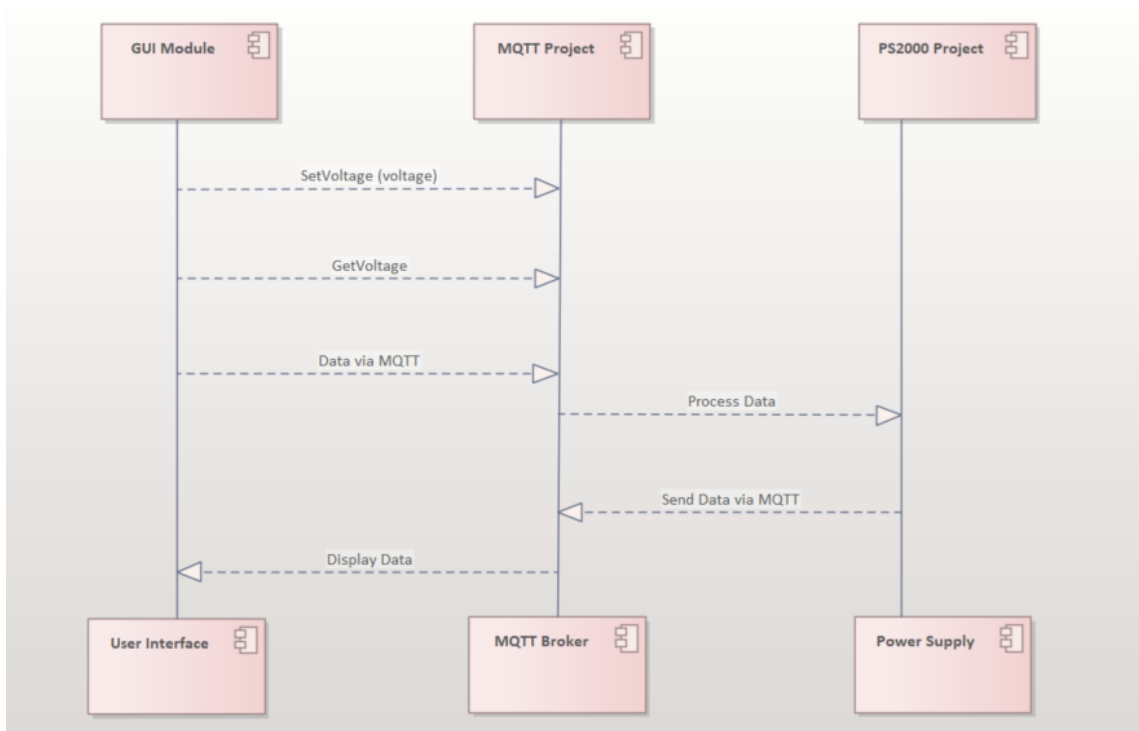 GUI Module
MQTT Project
PS2000 Project
SetVoltage (voltage)
GetVoltage
Data via MQTT
Process Data
Send Data via MQTT
Display Data
User Interface
MQTT Broker
Power Supply